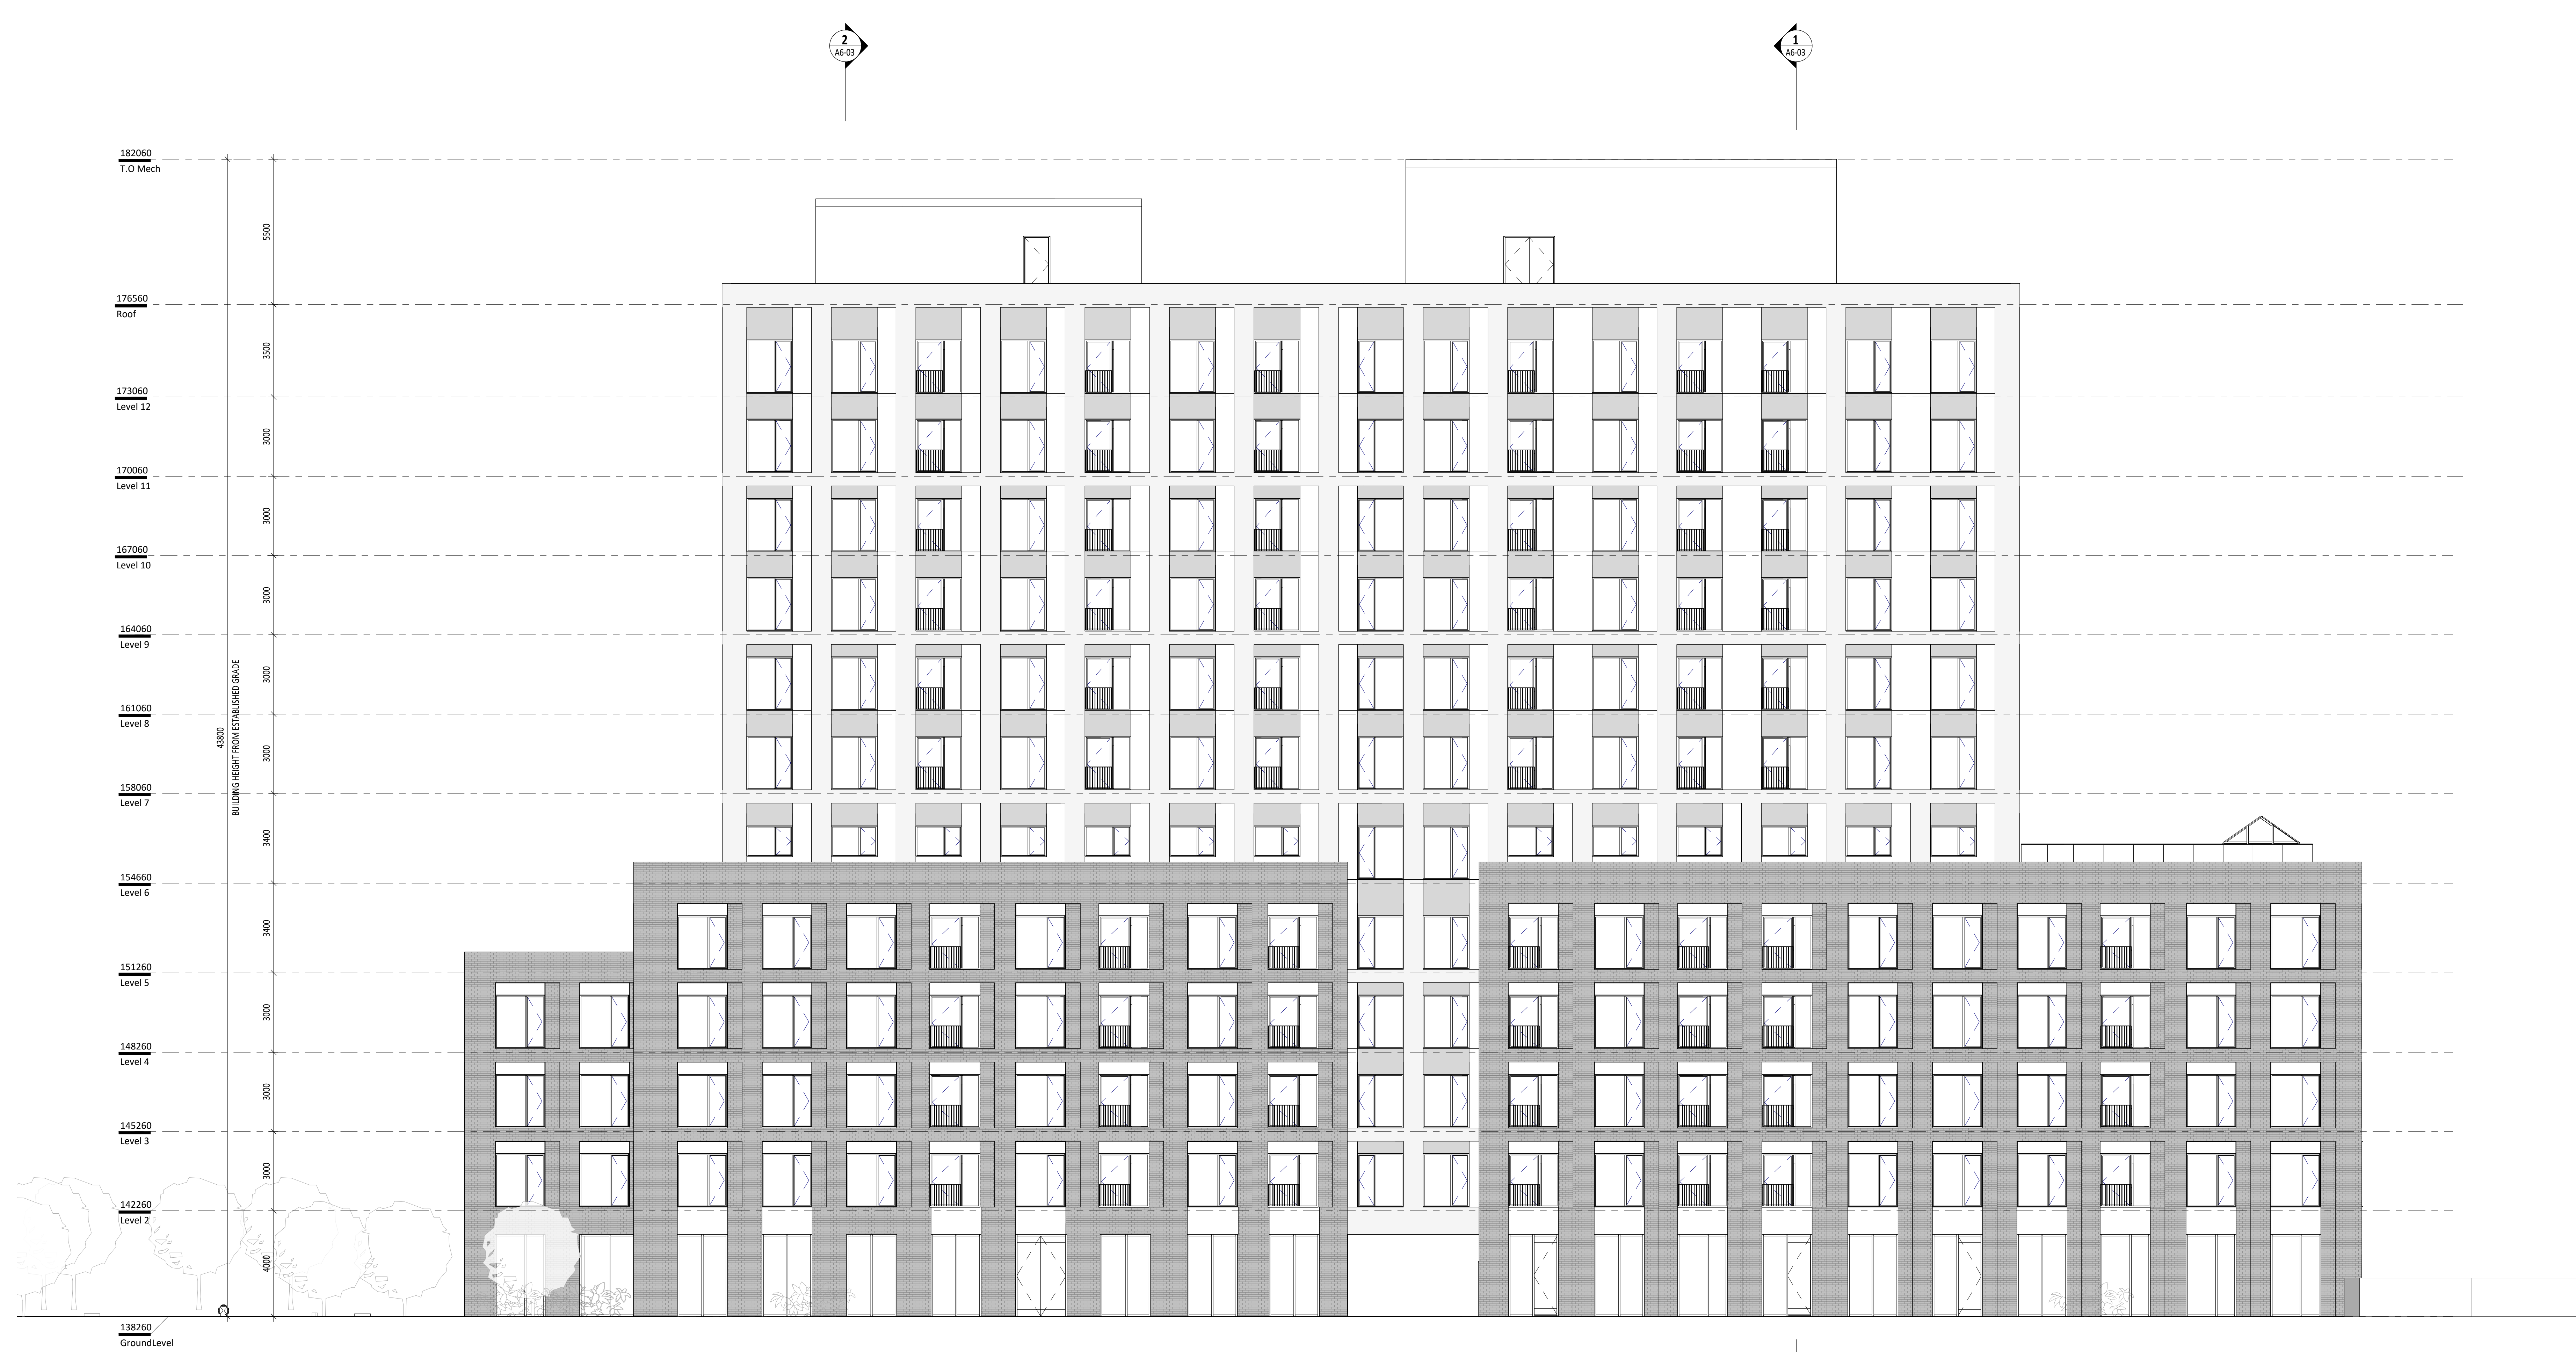 2
A6-03
1
A6-03
182060
T.O Mech
5500
176560
Roof
3500
173060
Level 12
3000
170060
Level 11
3000
167060
Level 10
3000
164060
Level 9
3000
161060
Level 8
43800
BUILDING HEIGHT FROM ESTABLISHED GRADE
3000
158060
Level 7
3400
154660
Level 6
3400
151260
Level 5
3000
148260
Level 4
3000
145260
Level 3
3000
142260
Level 2
4000
138260
GroundLevel